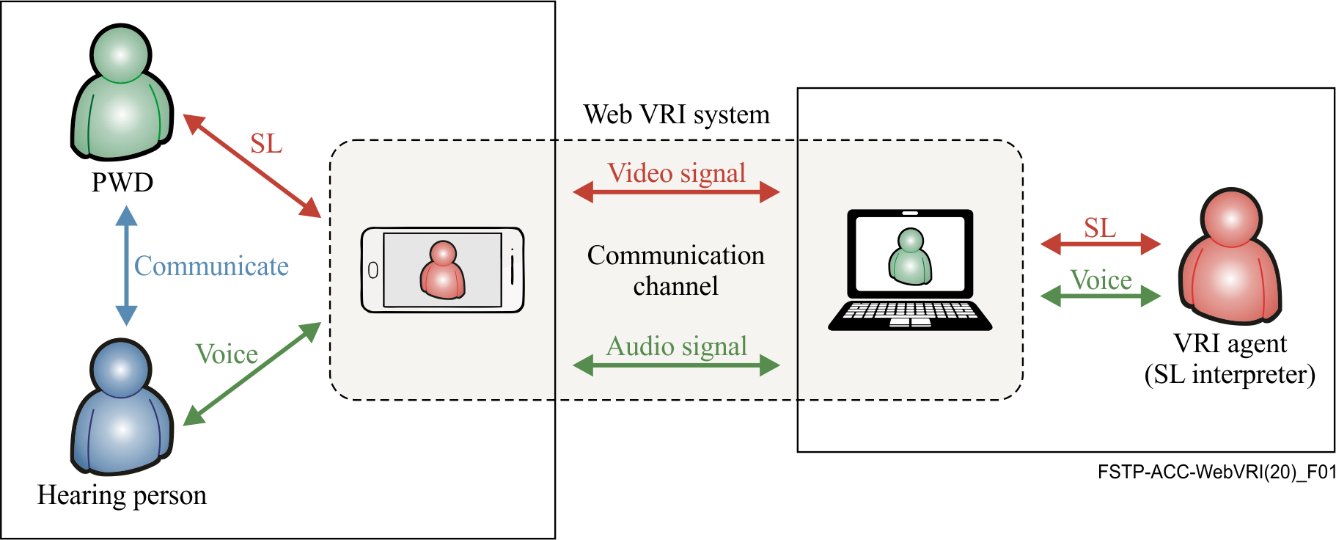 Web VRI system
SL
PWD
Video signal
Communicate
Communication
channel
SL
Voice
Voice
Audio signal
VRI agent
(SL interpreter)
Hearing person
FSTP-ACC-WebVRI(20)_F01